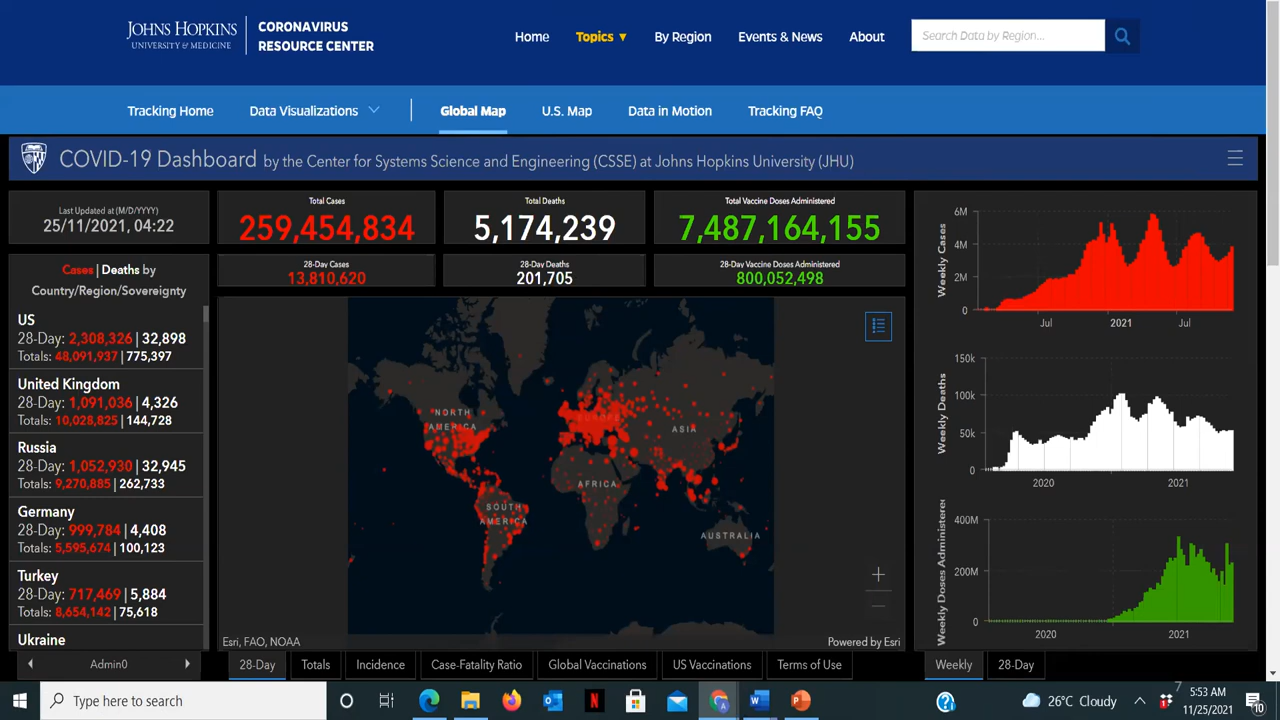 JOHNS HOPKINS
UNIVERSITY & MEDICINE
CORONAVIRUS
RESOURCE CENTER
Home
Topics ▼
By Region
Events & News
About
Search Data by Region...
Tracking Home
Data Visualizations
Global Map
U.S. Map
Data in Motion
Tracking FAQ
COVID-19 Dashboard by the Center for Systems Science and Engineering (CSSE) at Johns Hopkins University (JHU)
Last Updated at (M/D/YYYY)
25/11/2021, 04:22
Total Cases
259,454,834
Total Deaths
5,174,239
Total Vaccine Doses Administered
7,487,164,155
28-Day Cases
13,810,620
28-Day Deaths
201,705
28-Day Vaccine Doses Administered
800,052,498
Cases | Deaths by
Country/Region/Sovereignty
US
28-Day: 2,308,326 | 32,898
Totals: 48,091,937 | 775,397
United Kingdom
28-Day: 1,091,036 | 4,326
Totals: 10,028,825 | 144,728
Russia
28-Day: 1,052,930 | 32,945
Totals: 9,270,885 | 262,733
Germany
28-Day: 999,784 | 4,408
Totals: 5,595,674 | 100,123
Turkey
28-Day: 717,469 | 5,884
Totals: 8,654,142 | 75,618
Ukraine
Admin0
NORTH
AMERICA
EUROPE
ASIA
AFRICA
SOUTH
AMERICA
AUSTRALIA
Esri, FAO, NOAA
Powered by Esri
28-Day
Totals
Incidence
Case-Fatality Ratio
Global Vaccinations
US Vaccinations
Terms of Use
Weekly Cases
6M
4M
2M
0
Jul
2021
Jul
Weekly Deaths
150k
100k
50k
0
2020
2021
Weekly Doses Administere
400M
200M
0
2020
2021
Weekly
28-Day
Type here to search
26°C Cloudy
7
5:53 AM
11/25/2021
10